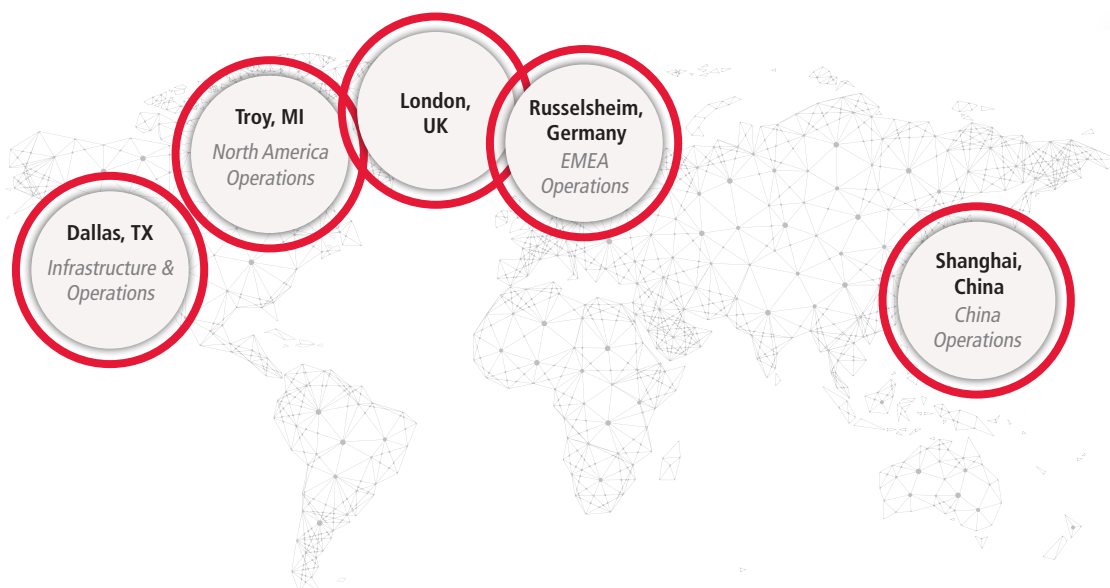 Dallas, TX
Infrastructure &
Operations
Troy, MI
North America
Operations
London,
UK
Russelsheim,
Germany
EMEA
Operations
Shanghai,
China
China
Operations